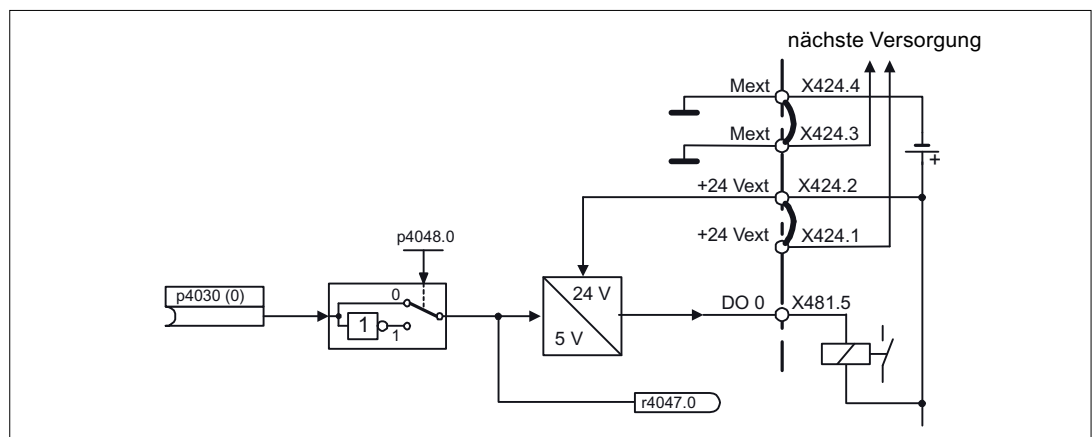 nächste Versorgung
Mext X424.4
Mext X424.3
+24 Vext X424.2
+
p4048.0
+24 Vext X424.1
p4030 (0)
0
1
1
24 V
5 V
DO 0 X481.5
r4047.0